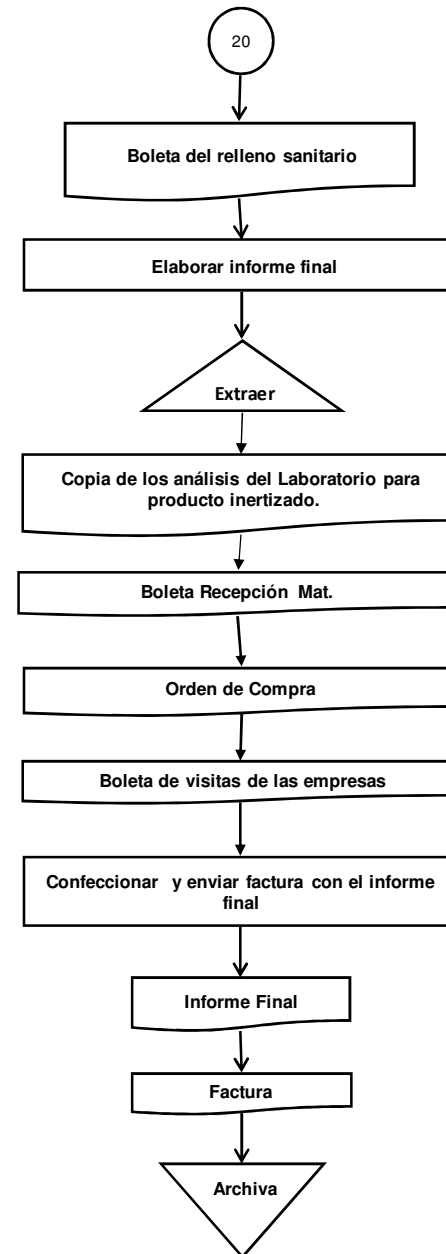 20
Boleta del relleno sanitario
Elaborar informe final
Extraer
Copia de los análisis del Laboratorio para
producto inertizado.
Boleta Recepción Mat.
Orden de Compra
Boleta de visitas de las empresas
Confeccionar y enviar factura con el informe
final
Informe Final
Factura
Archiva